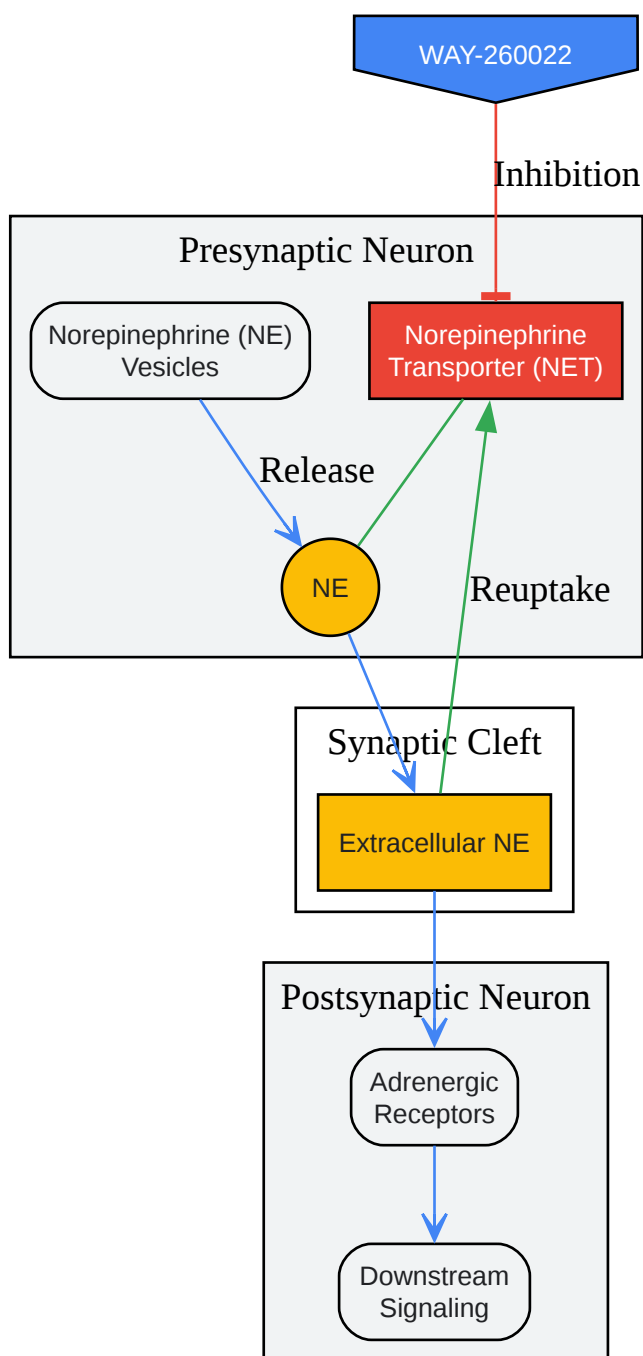 WAY-260022
Inhibition
Presynaptic Neuron
Norepinephrine (NE)
Vesicles
Norepinephrine
Transporter (NET)
Release
NE
Reuptake
Synaptic Cleft
Extracellular NE
Postsynaptic Neuron
Adrenergic
Receptors
Downstream
Signaling